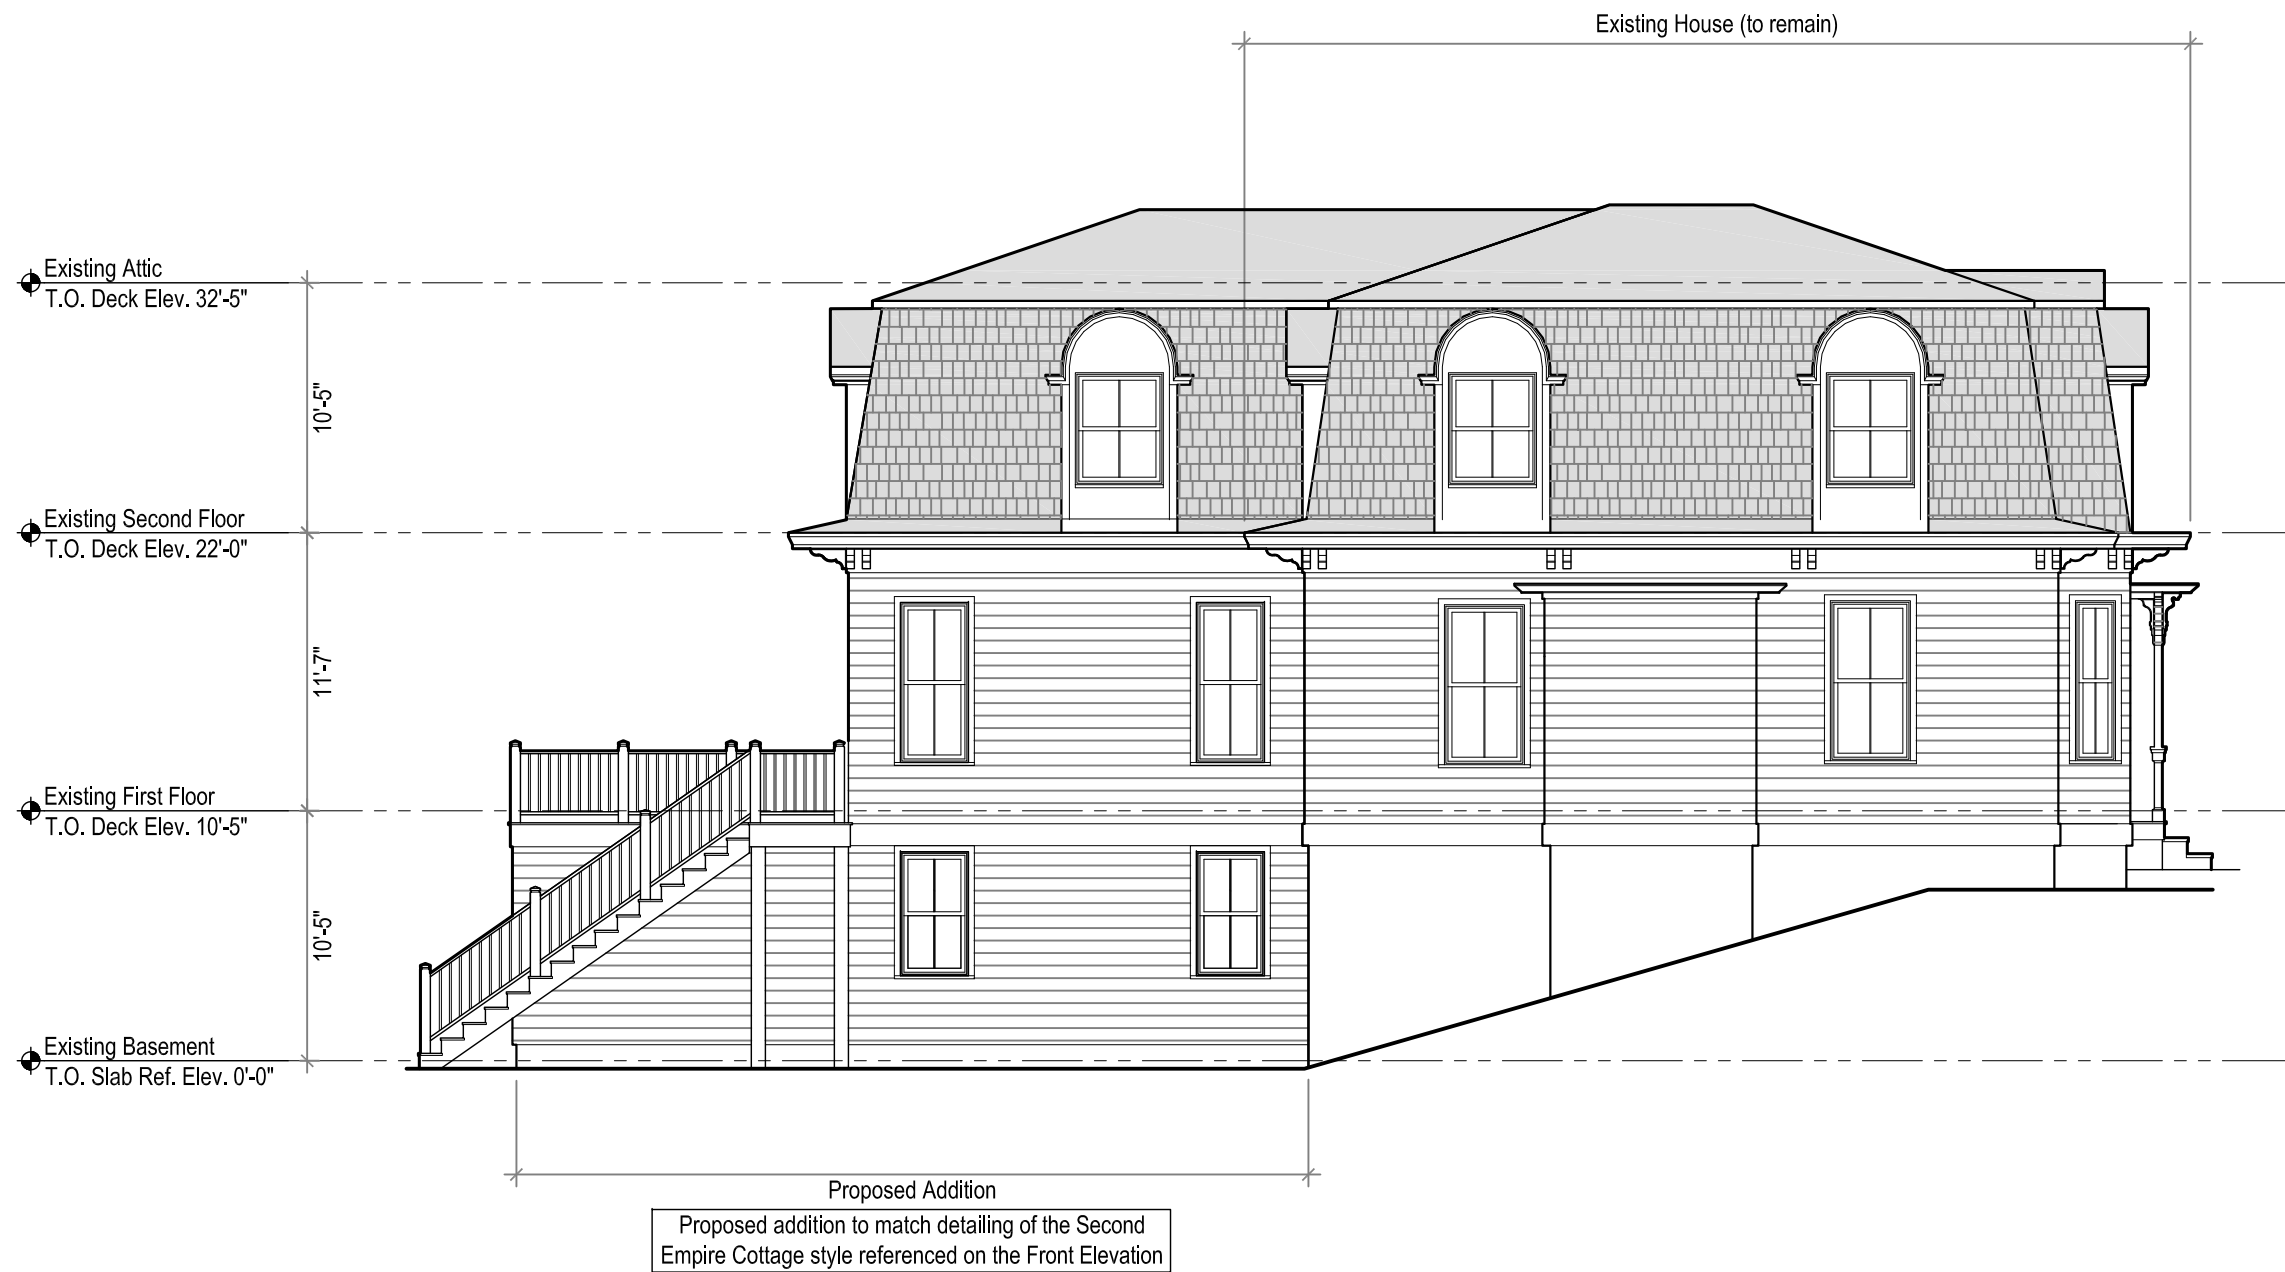 Existing House (to remain)
Existing Attic
T.O. Deck Elev. 32'-5"
10'-5"
Existing Second Floor
T.O. Deck Elev. 22'-0"
11'-7"
Existing First Floor
T.O. Deck Elev. 10'-5"
10'-5"
Existing Basement
T.O. Slab Ref. Elev. 0'-0"
Proposed Addition
Proposed addition to match detailing of the Second
Empire Cottage style referenced on the Front Elevation